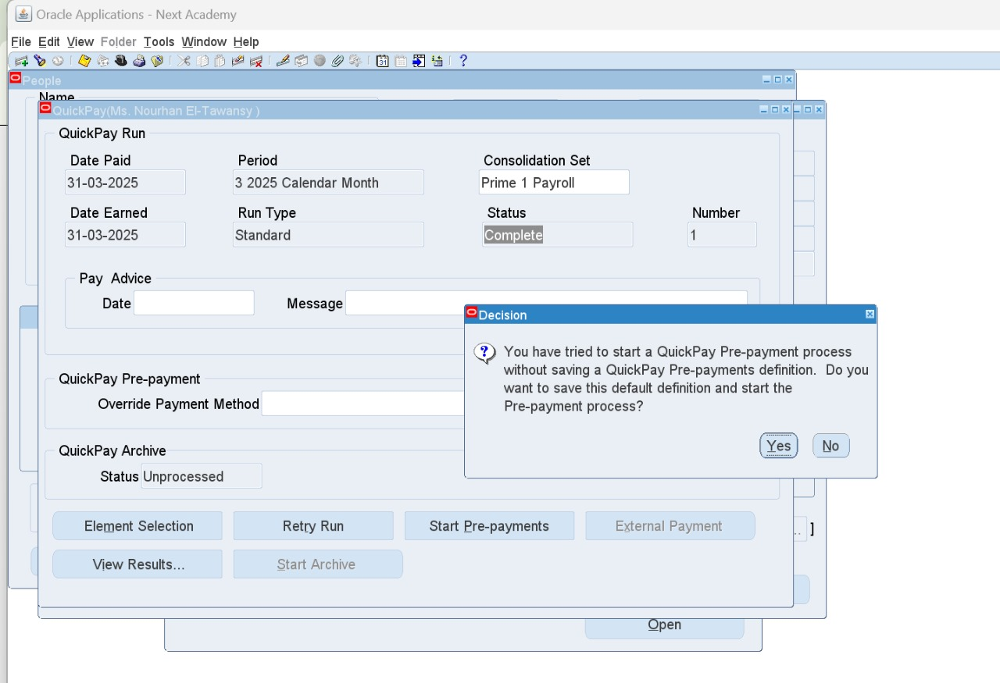 Oracle Applications - Next Academy
File Edit View Folder Tools Window Help
People
Name
QuickPay(Ms. Nourhan El-Tawansy )
QuickPay Run
Date Paid Period Consolidation Set
31-03-2025 3 2025 Calendar Month Prime 1 Payroll
Date Earned Run Type Status Number
31-03-2025 Standard Complete 1
Pay Advice
Date Message
Decision
You have tried to start a QuickPay Pre-payment process
without saving a QuickPay Pre-payments definition. Do you
want to save this default definition and start the
Pre-payment process?
Yes No
QuickPay Pre-payment
Override Payment Method
QuickPay Archive
Status Unprocessed
Element Selection Retry Run Start Pre-payments External Payment
.. ]
View Results... Start Archive
Open